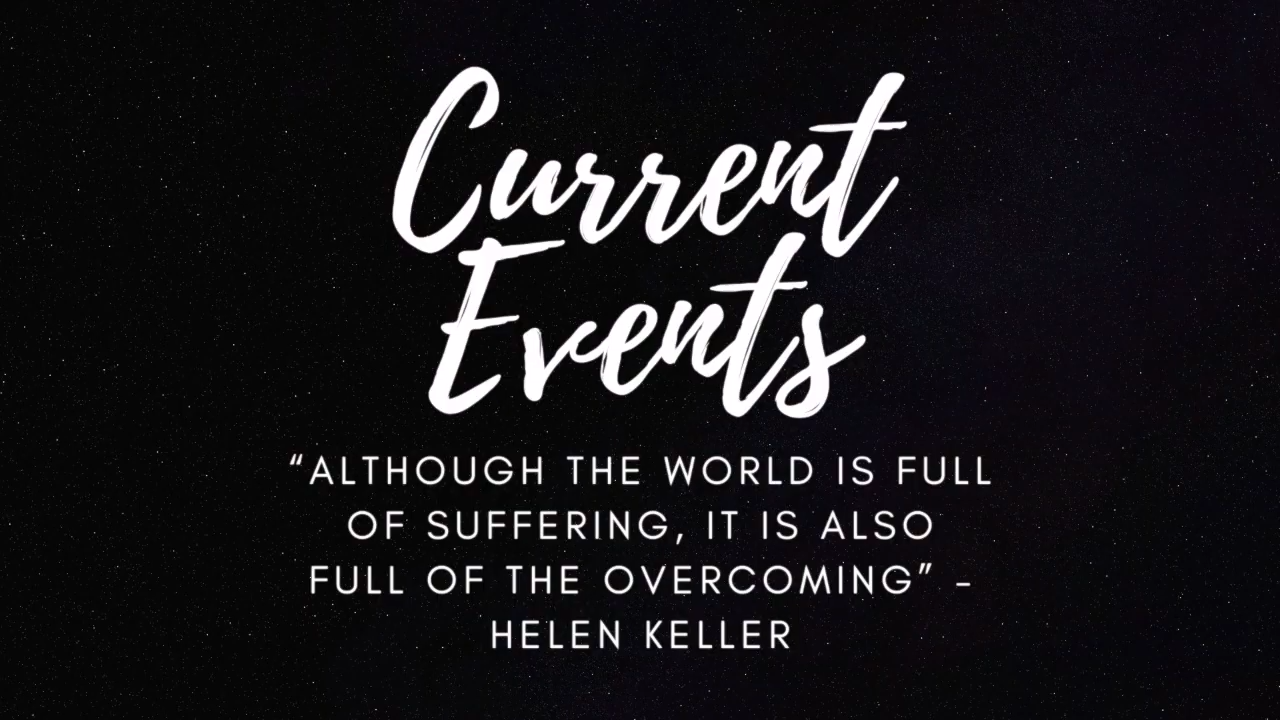 Current
Events
“ALTHOUGH THE WORLD IS FULL
OF SUFFERING, IT IS ALSO
FULL OF THE OVERCOMING” -
HELEN KELLER